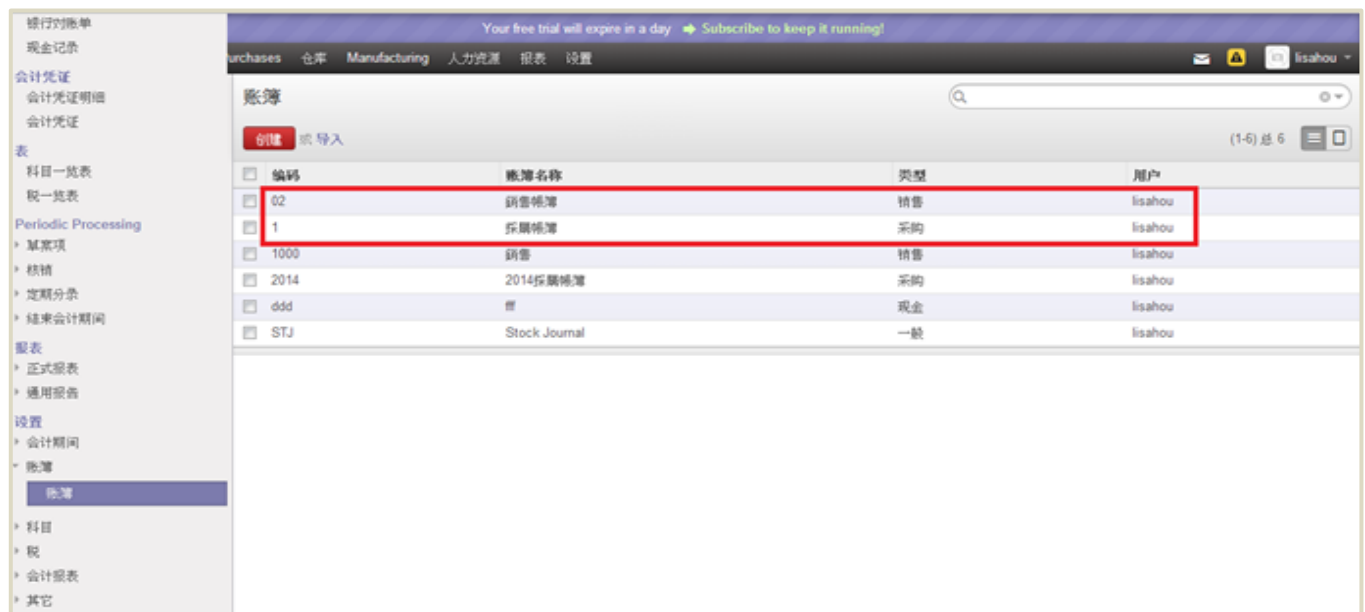 银行对账单
现金记录
会计凭证
会计凭证明细
会计凭证
表
科目一览表
税一览表
Periodic Processing
草案项
核销
定期分录
结束会计期间
报表
正式报表
通用报告
设置
会计期间
账簿
账簿
科目
税
会计报表
其它
Your free trial will expire in a day Subscribe to keep it running!
urchases 仓库 Manufacturing 人力资源 报表 设置 lisahou
账簿
创建 或 导入 (1-6) 总 6
编码 账簿名称 类型 用户
02 銷售帳簿 销售 lisahou
1 採購帳簿 采购 lisahou
1000 銷售 销售 lisahou
2014 2014採購帳簿 采购 lisahou
ddd fff 现金 lisahou
STJ Stock Journal 一般 lisahou